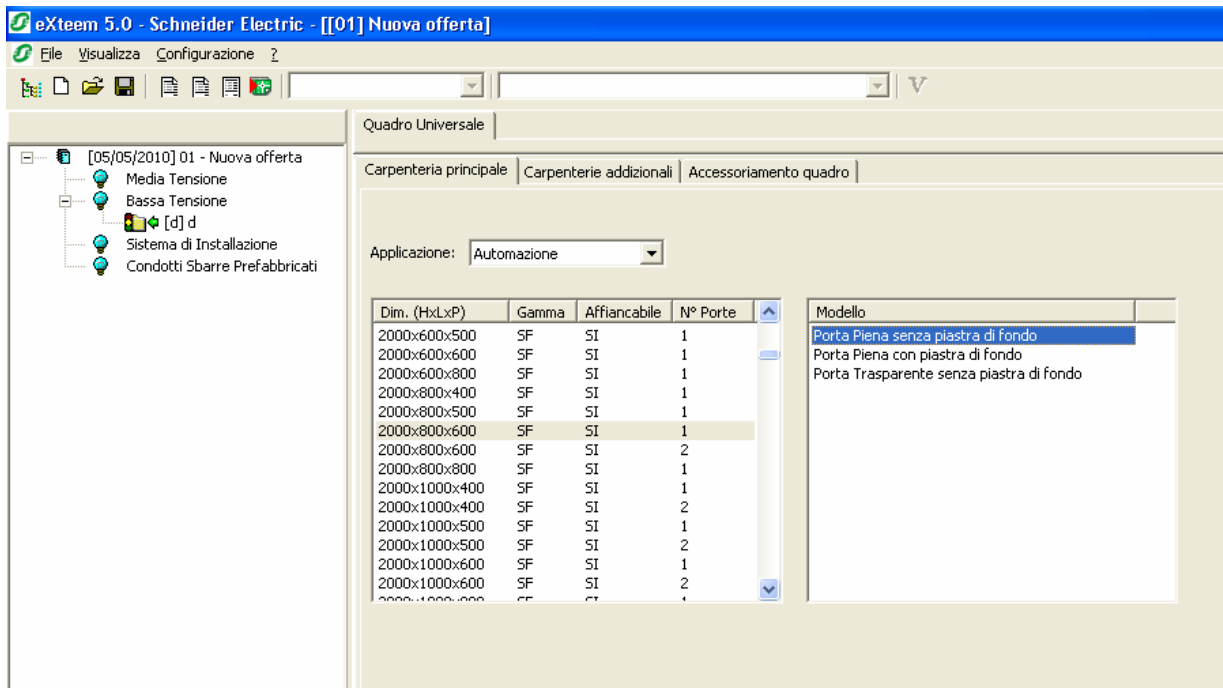 eXteem 5.0 - Schneider Electric - [[01] Nuova offerta]
File Visualizza Configurazione ?
V
Quadro Universale
[05/05/2010] 01 - Nuova offerta
Media Tensione
Bassa Tensione
[d] d
Sistema di Installazione
Condotti Sbarre Prefabbricati
Carpenteria principale Carpenterie addizionali Accessoriamento quadro
Applicazione: Automazione
Dim. (HxLxP) Gamma Affiancabile N° Porte
2000x600x500 SF SI 1
2000x600x600 SF SI 1
2000x600x800 SF SI 1
2000x800x400 SF SI 1
2000x800x500 SF SI 1
2000x800x600 SF SI 1
2000x800x600 SF SI 2
2000x800x800 SF SI 1
2000x1000x400 SF SI 1
2000x1000x400 SF SI 2
2000x1000x500 SF SI 1
2000x1000x500 SF SI 2
2000x1000x600 SF SI 1
2000x1000x600 SF SI 2
Modello
Porta Piena senza piastra di fondo
Porta Piena con piastra di fondo
Porta Trasparente senza piastra di fondo